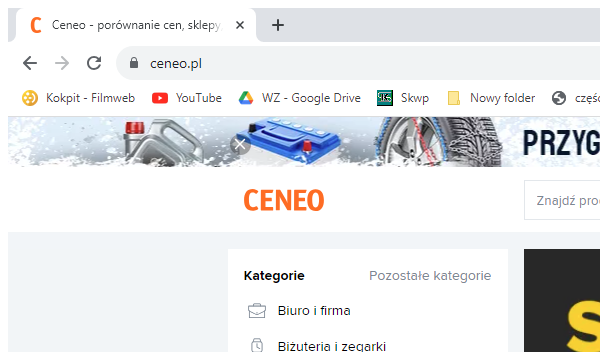 Ceneo - porównanie cen, sklepy
ceneo.pl
Kokpit - Filmweb YouTube WZ - Google Drive Skwp Nowy folder częśc
PRZYG
CENEO
Znajdź pro
Kategorie Pozostałe kategorie
Biuro i firma
Biżuteria i zegarki